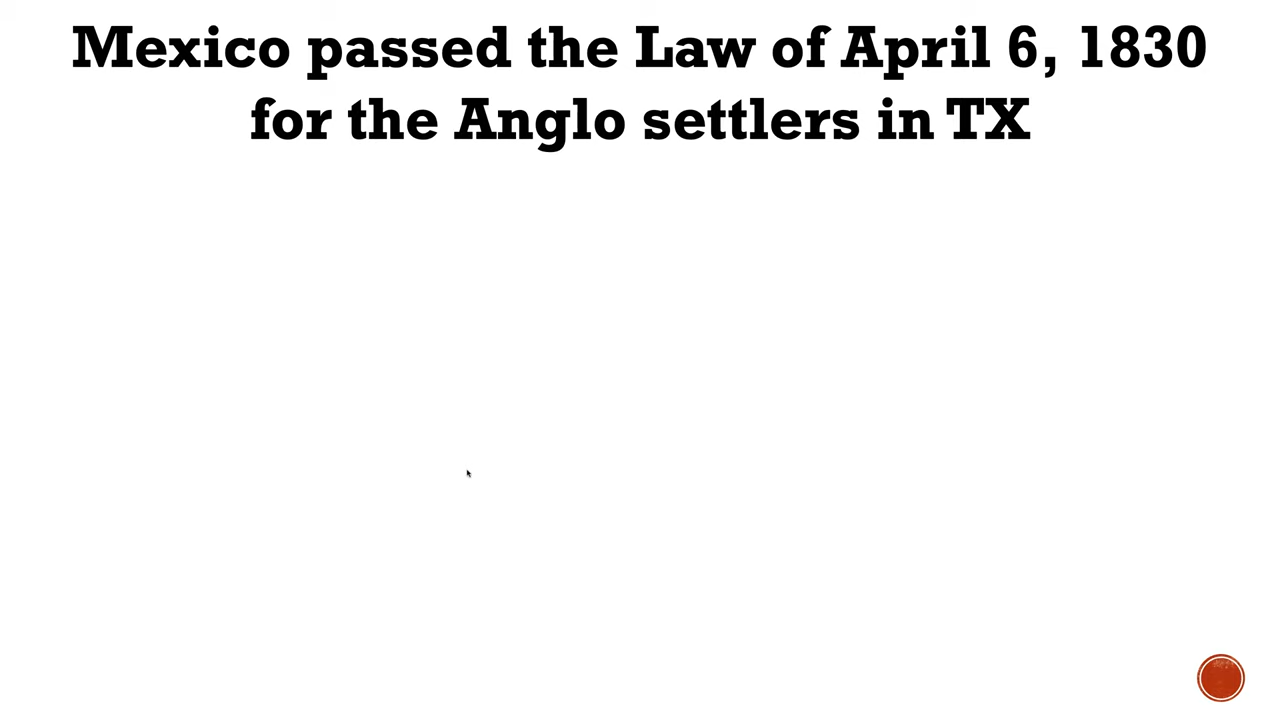 Mexico passed the Law of April 6, 1830
for the Anglo settlers in TX